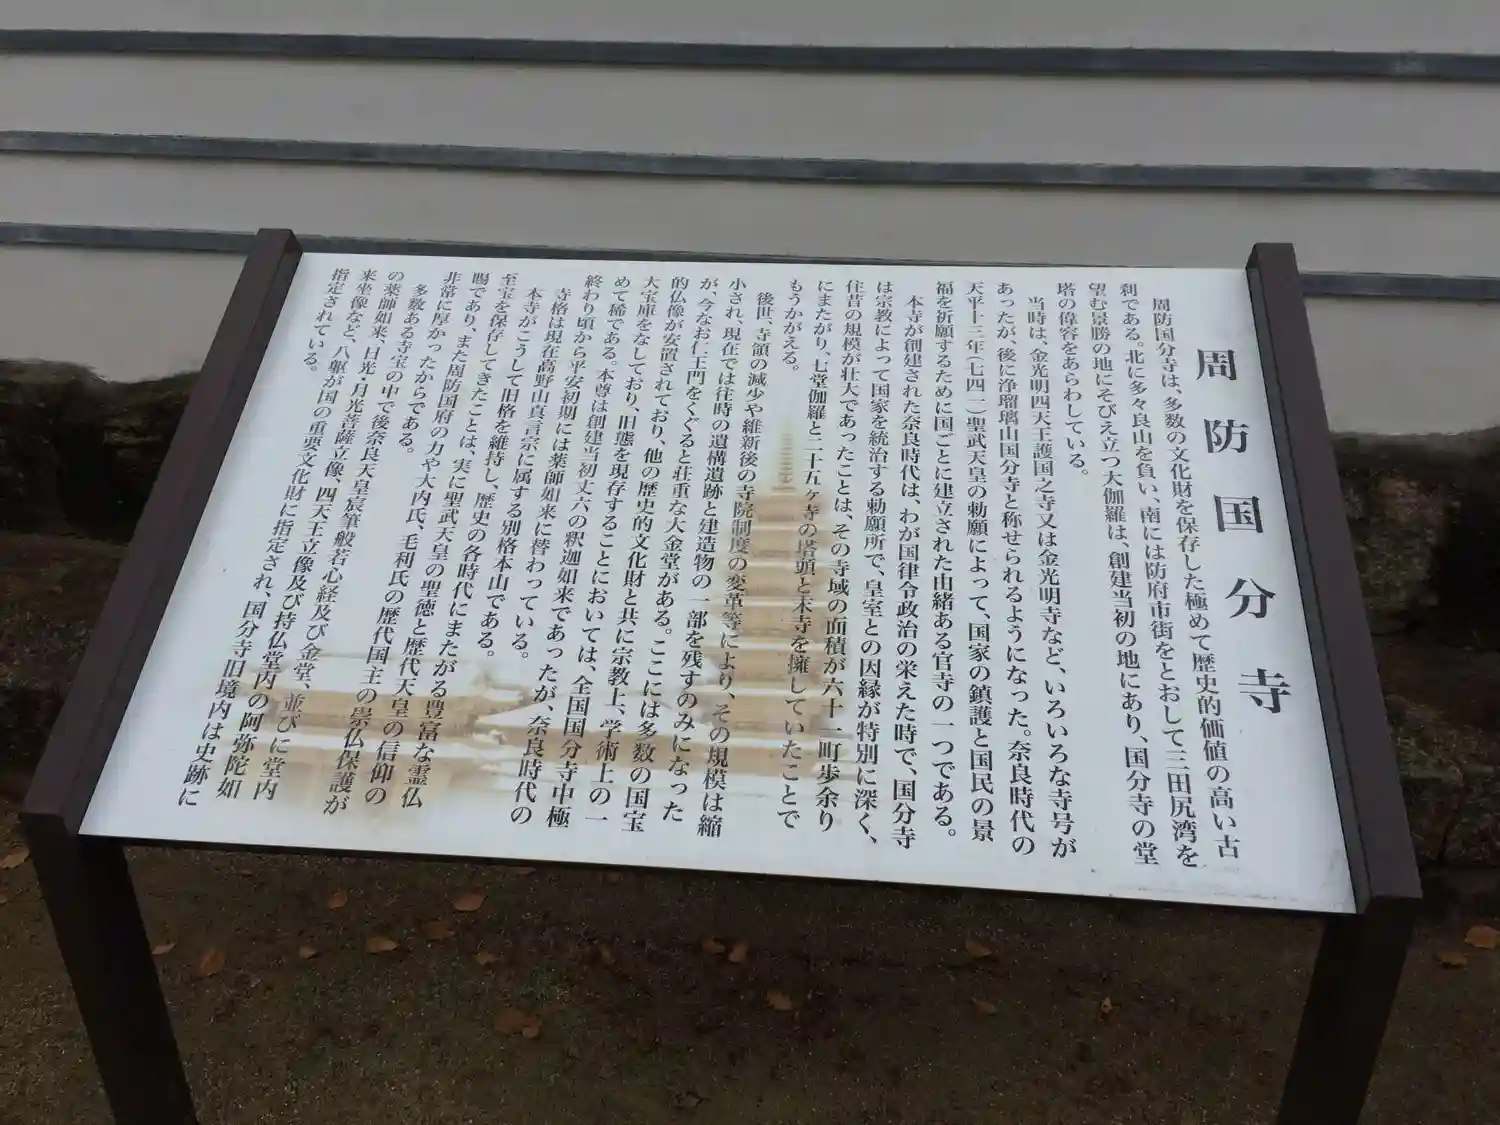 周防国分寺
周防国分寺は、多数の文化財を保存した極めて歴史的価値の高い古
刹である。北に多々良山を負い、南には防府市街をとおして三田尻湾を
望む景勝の地にそびえ立つ大伽羅は、創建当初の地にあり、国分寺の堂
塔の偉容をあらわしている。
当時は、金光明四天王護国之寺又は金光明寺など、いろいろな寺号が
あったが、後に浄瑠璃山国分寺と称せられるようになった。奈良時代の
天平十三年(七四一)聖武天皇の勅願によって、国家の鎮護と国民の景
福を祈願するために国ごとに建立された由緒ある官寺の一つである。
本寺が創建された奈良時代は、わが国律令政治の栄えた時で、国分寺
は宗教によって国家を統治する勅願所で、皇室との因縁が特別に深く、
往昔の規模が壮大であったことは、その寺域の面積が六十一町歩余り
にまたがり、七堂伽羅と二十五ヶ寺の塔頭と末寺を擁していたことで
もうかがえる。
後世、寺領の減少や維新後の寺院制度の変革等により、その規模は縮
小され、現在では往時の遺構遺跡と建造物の一部を残すのみになった
が、今なお仁王門をくぐると荘重な大金堂がある。ここには多数の国宝
的仏像が安置されており、他の歴史的文化財と共に宗教上、学術上の一
大宝庫をなしており、旧態を現存することにおいては、全国国分寺中極
めて稀である。本尊は創建当初丈六の釈迦如来であったが、奈良時代の
終わり頃から平安初期には薬師如来に替わっている。
寺格は現在高野山真言宗に属する別格本山である。
本寺がこうして旧格を維持し、歴史の各時代にまたがる豊富な霊仏
至宝を保存してきたことは、実に聖武天皇の聖徳と歴代天皇の信仰の
賜であり、また周防国府の力や大内氏、毛利氏の歴代国主の崇仏保護が
非常に厚かったからである。
多数ある寺宝の中で後奈良天皇宸筆般若心経及び金堂、並びに堂内
の薬師如来、日光・月光菩薩立像、四天王立像及び持仏堂内の阿弥陀如
来坐像など、八躯が国の重要文化財に指定され、国分寺旧境内は史跡に
指定されている。